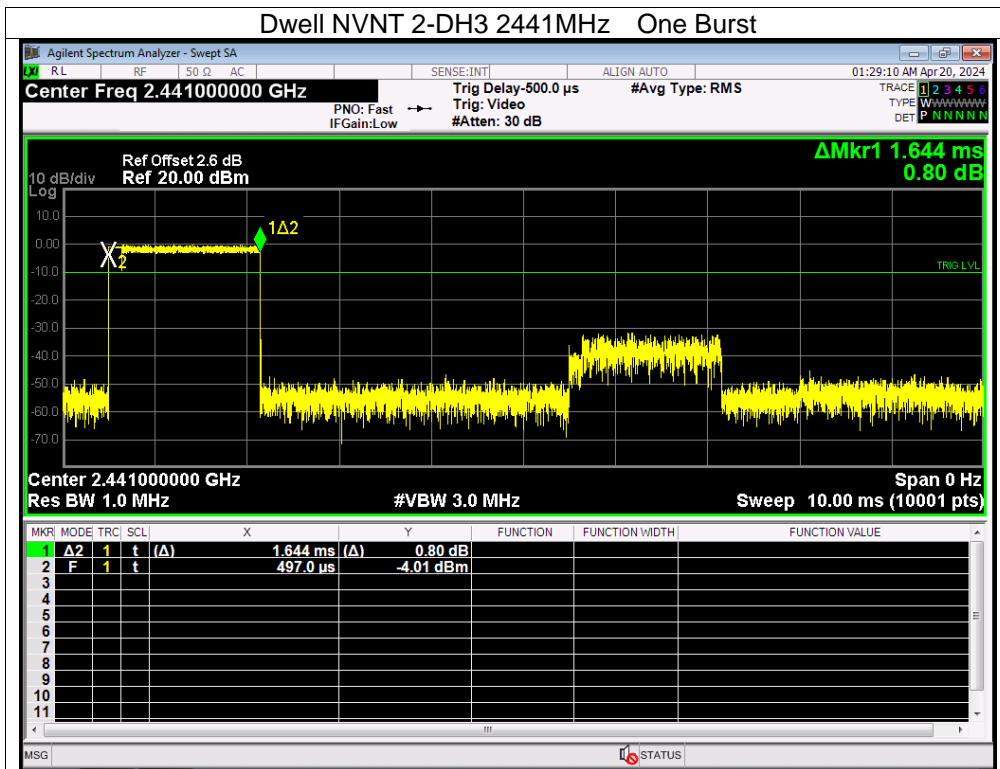 Dwell NVNT 2-DH3 2441MHz One Burst
Agilent Spectrum Analyzer - Swept SA
LXI RL RF 50 Ω AC SENSE:INT ALIGN AUTO 01:29:10 AM Apr 20, 2024
Center Freq 2.441000000 GHz Trig Delay-500.0 µs #Avg Type: RMS TRACE 1 2 3 4 5 6
PNO: Fast Trig: Video TYPE WWWWWWW
IFGain:Low #Atten: 30 dB DET P N N N N N
ΔMkr1 1.644 ms
0.80 dB
Ref Offset 2.6 dB
10 dB/div Ref 20.00 dBm
Log
10.0
1Δ2
0.00
X2
-10.0
TRIG LVL
-20.0
-30.0
-40.0
-50.0
-60.0
-70.0
Center 2.441000000 GHz Span 0 Hz
Res BW 1.0 MHz #VBW 3.0 MHz Sweep 10.00 ms (10001 pts)
MKR MODE TRC SCL X Y FUNCTION FUNCTION WIDTH FUNCTION VALUE
1 Δ2 1 t (Δ) 1.644 ms (Δ) 0.80 dB
2 F 1 t 497.0 µs -4.01 dBm
3
4
5
6
7
8
9
10
11
MSG STATUS